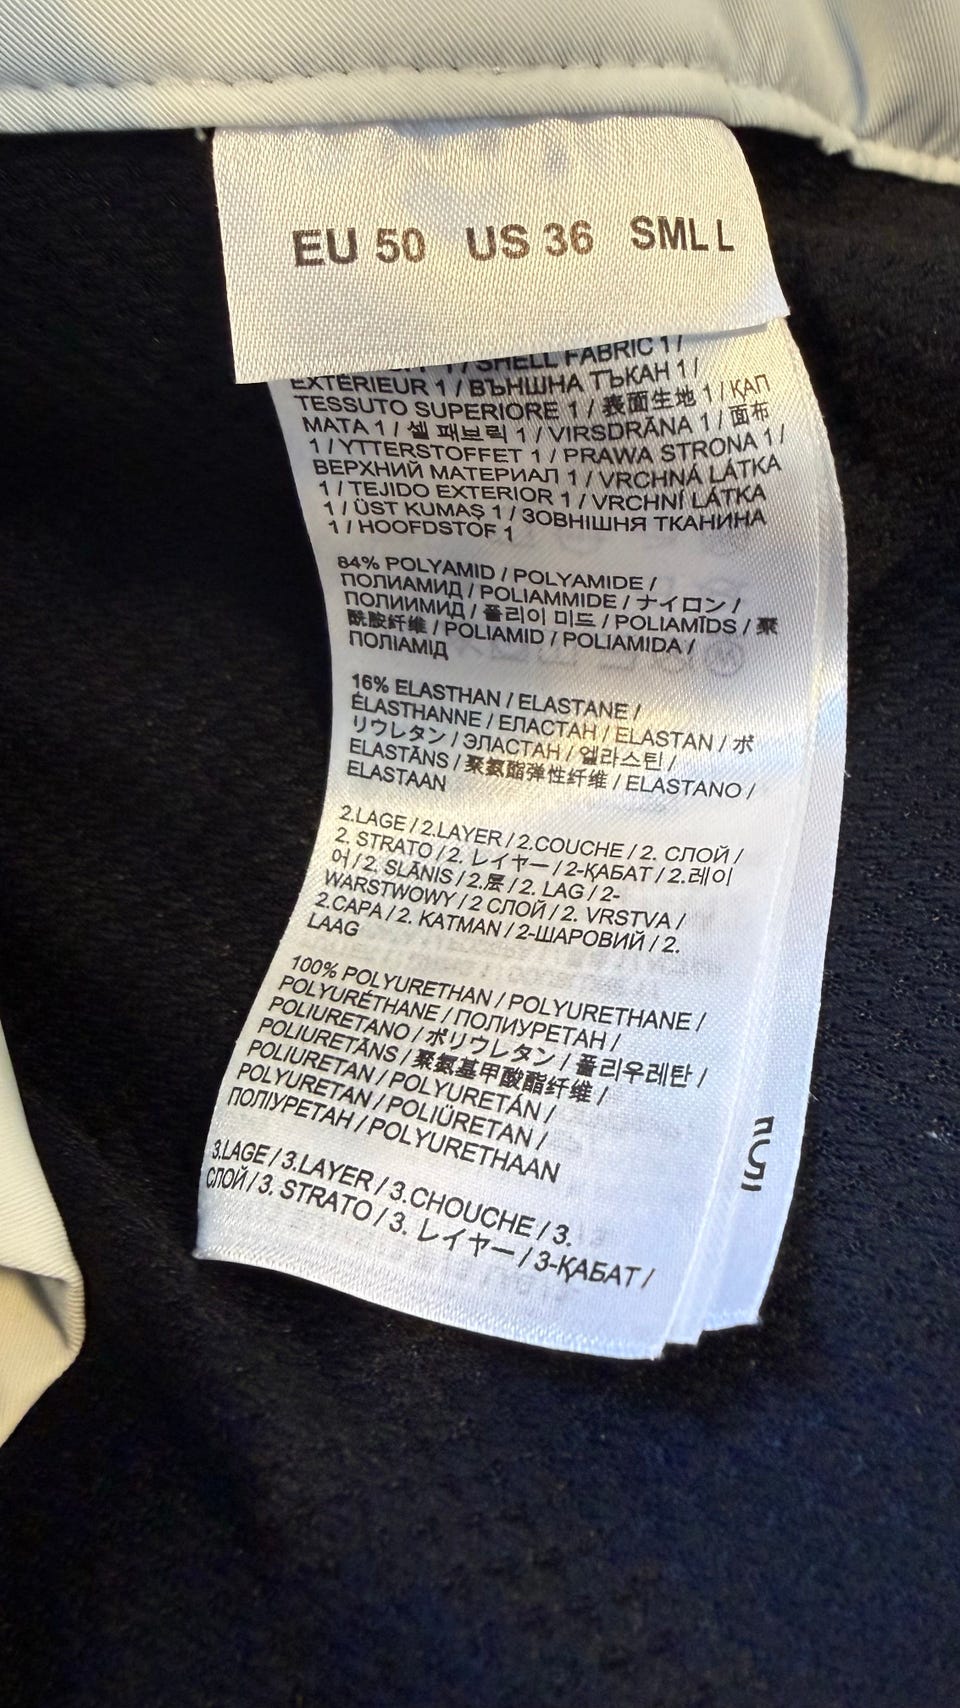 EU 50 US 36 SML L
1 / SHELL FABRIC 1 /
EXTÉRIEUR 1 / ВЪНШНА ТЪКАН 1 /
TESSUTO SUPERIORE 1 / 表面生地 1 / ҚАП
МАТА 1 / 셀 패브릭 1 / VIRSDRĀNA 1 / 面布
1 / YTTERSTOFFET 1 / PRAWA STRONA 1 /
ВЕРХНИЙ МАТЕРИАЛ 1 / VRCHNÁ LÁTKA
1 / TEJIDO EXTERIOR 1 / VRCHNÍ LÁTKA
1 / ÜST KUMAŞ 1 / ЗОВНІШНЯ ТКАНИНА
1 / HOOFDSTOF 1
84% POLYAMID / POLYAMIDE /
ПОЛИАМИД / POLIAMMIDE / ナイロン /
ПОЛИИМИД / 폴리이 미드 / POLIAMĪDS / 聚
酰胺纤维 / POLIAMID / POLIAMIDA /
ПОЛІАМІД
16% ELASTHAN / ELASTANE /
ÉLASTHANNE / ЕЛАСТАН / ELASTAN / ポ
リウレタン / ЭЛАСТАН / 엘라스틴 /
ELASTĀNS / 聚氨酯弹性纤维 / ELASTANO /
ELASTAAN
2.LAGE / 2.LAYER / 2.COUCHE / 2. СЛОЙ /
2. STRATO / 2. レイヤー / 2-ҚАБАТ / 2.레이
어 / 2. SLĀNIS / 2.层 / 2. LAG / 2-
WARSTWOWY / 2 СЛОЙ / 2. VRSTVA /
2.CAPA / 2. KATMAN / 2-ШАРОВИЙ / 2.
LAAG
100% POLYURETHAN / POLYURETHANE /
POLYURÉTHANE / ПОЛИУРЕТАН /
POLIURETANO / ポリウレタン / 폴리우레탄 /
POLIURETĀNS / 聚氨基甲酸酯纤维 /
POLIURETAN / POLYURETÁN /
POLYURETAN / POLIÜRETAN /
ПОЛІУРЕТАН / POLYURETHAAN
3.LAGE / 3.LAYER / 3.CHOUCHE / 3.
СЛОЙ / 3. STRATO / 3. レイヤー / 3-ҚАБАТ /